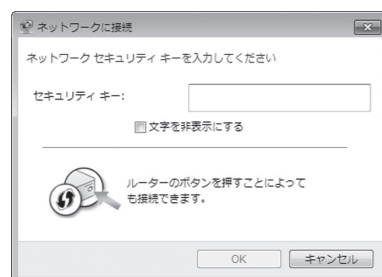 ネットワークに接続
ネットワーク セキュリティ キーを入力してください
セキュリティ キー:
文字を非表示にする
ルーターのボタンを押すことによって
も接続できます。
OK
キャンセル